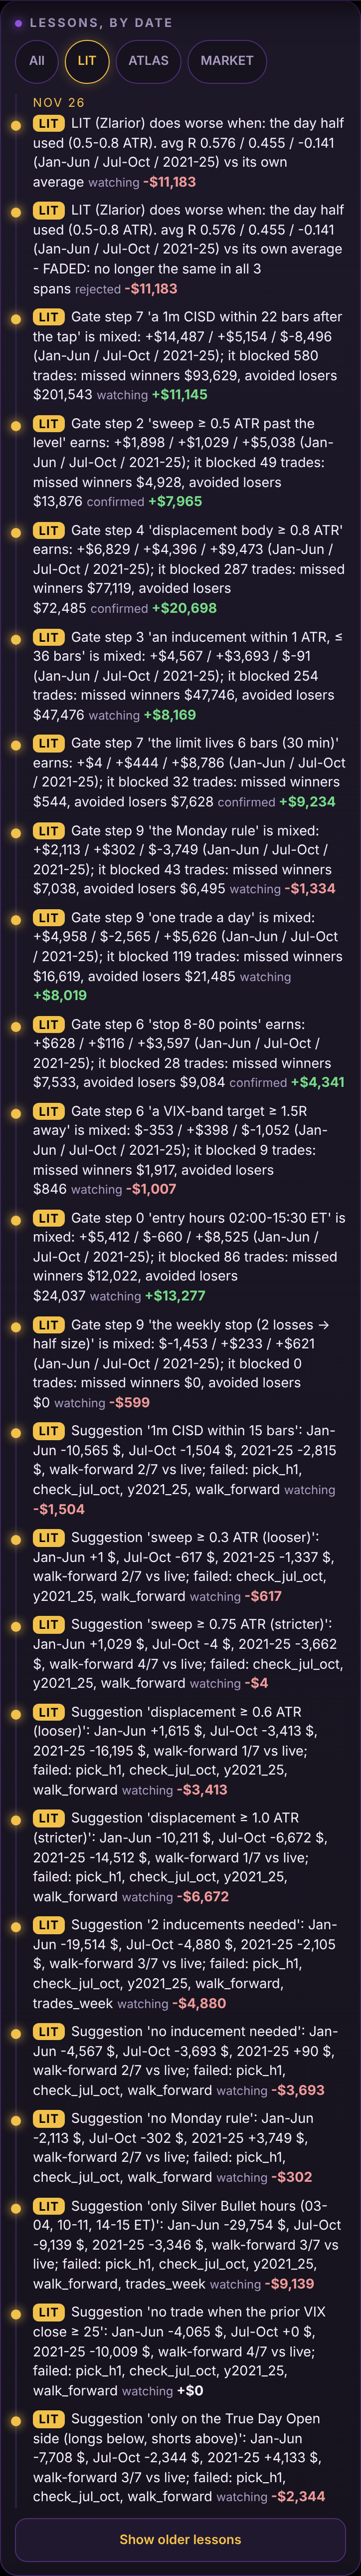 LESSONS, BY DATE
All LIT ATLAS MARKET
NOV 26
LIT LIT (Zlarior) does worse when: the day half
used (0.5-0.8 ATR). avg R 0.576 / 0.455 / -0.141
(Jan-Jun / Jul-Oct / 2021-25) vs its own
average watching -$11,183
LIT LIT (Zlarior) does worse when: the day half
used (0.5-0.8 ATR). avg R 0.576 / 0.455 / -0.141
(Jan-Jun / Jul-Oct / 2021-25) vs its own average
- FADED: no longer the same in all 3
spans rejected -$11,183
LIT Gate step 7 'a 1m CISD within 22 bars after
the tap' is mixed: +$14,487 / +$5,154 / $-8,496
(Jan-Jun / Jul-Oct / 2021-25); it blocked 580
trades: missed winners $93,629, avoided losers
$201,543 watching +$11,145
LIT Gate step 2 'sweep ≥ 0.5 ATR past the
level' earns: +$1,898 / +$1,029 / +$5,038 (Jan-
Jun / Jul-Oct / 2021-25); it blocked 49 trades:
missed winners $4,928, avoided losers
$13,876 confirmed +$7,965
LIT Gate step 4 'displacement body ≥ 0.8 ATR'
earns: +$6,829 / +$4,396 / +$9,473 (Jan-Jun /
Jul-Oct / 2021-25); it blocked 287 trades: missed
winners $77,119, avoided losers
$72,485 confirmed +$20,698
LIT Gate step 3 'an inducement within 1 ATR, ≤
36 bars' is mixed: +$4,567 / +$3,693 / $-91
(Jan-Jun / Jul-Oct / 2021-25); it blocked 254
trades: missed winners $47,746, avoided losers
$47,476 watching +$8,169
LIT Gate step 7 'the limit lives 6 bars (30 min)'
earns: +$4 / +$444 / +$8,786 (Jan-Jun / Jul-Oct
/ 2021-25); it blocked 32 trades: missed winners
$544, avoided losers $7,628 confirmed +$9,234
LIT Gate step 9 'the Monday rule' is mixed:
+$2,113 / +$302 / $-3,749 (Jan-Jun / Jul-Oct /
2021-25); it blocked 43 trades: missed winners
$7,038, avoided losers $6,495 watching -$1,334
LIT Gate step 9 'one trade a day' is mixed:
+$4,958 / $-2,565 / +$5,626 (Jan-Jun / Jul-Oct
/ 2021-25); it blocked 119 trades: missed winners
$16,619, avoided losers $21,485 watching
+$8,019
LIT Gate step 6 'stop 8-80 points' earns:
+$628 / +$116 / +$3,597 (Jan-Jun / Jul-Oct /
2021-25); it blocked 28 trades: missed winners
$7,533, avoided losers $9,084 confirmed +$4,341
LIT Gate step 6 'a VIX-band target ≥ 1.5R
away' is mixed: $-353 / +$398 / $-1,052 (Jan-
Jun / Jul-Oct / 2021-25); it blocked 9 trades:
missed winners $1,917, avoided losers
$846 watching -$1,007
LIT Gate step 0 'entry hours 02:00-15:30 ET' is
mixed: +$5,412 / $-660 / +$8,525 (Jan-Jun /
Jul-Oct / 2021-25); it blocked 86 trades: missed
winners $12,022, avoided losers
$24,037 watching +$13,277
LIT Gate step 9 'the weekly stop (2 losses →
half size)' is mixed: $-1,453 / +$233 / +$621
(Jan-Jun / Jul-Oct / 2021-25); it blocked 0
trades: missed winners $0, avoided losers
$0 watching -$599
LIT Suggestion '1m CISD within 15 bars': Jan-
Jun -10,565 $, Jul-Oct -1,504 $, 2021-25 -2,815
$, walk-forward 2/7 vs live; failed: pick_h1,
check_jul_oct, y2021_25, walk_forward watching
-$1,504
LIT Suggestion 'sweep ≥ 0.3 ATR (looser)':
Jan-Jun +1 $, Jul-Oct -617 $, 2021-25 -1,337 $,
walk-forward 2/7 vs live; failed: check_jul_oct,
y2021_25, walk_forward watching -$617
LIT Suggestion 'sweep ≥ 0.75 ATR (stricter)':
Jan-Jun +1,029 $, Jul-Oct -4 $, 2021-25 -3,662
$, walk-forward 4/7 vs live; failed: check_jul_oct,
y2021_25, walk_forward watching -$4
LIT Suggestion 'displacement ≥ 0.6 ATR
(looser)': Jan-Jun +1,615 $, Jul-Oct -3,413 $,
2021-25 -16,195 $, walk-forward 1/7 vs live;
failed: pick_h1, check_jul_oct, y2021_25,
walk_forward watching -$3,413
LIT Suggestion 'displacement ≥ 1.0 ATR
(stricter)': Jan-Jun -10,211 $, Jul-Oct -6,672 $,
2021-25 -14,512 $, walk-forward 4/7 vs live;
failed: pick_h1, check_jul_oct, y2021_25,
walk_forward watching -$6,672
LIT Suggestion '2 inducements needed': Jan-
Jun -19,514 $, Jul-Oct -4,880 $, 2021-25 -2,105
$, walk-forward 3/7 vs live; failed: pick_h1,
check_jul_oct, y2021_25, walk_forward,
trades_week watching -$4,880
LIT Suggestion 'no inducement needed': Jan-
Jun -4,567 $, Jul-Oct -3,693 $, 2021-25 +90 $,
walk-forward 2/7 vs live; failed: pick_h1,
check_jul_oct, walk_forward watching -$3,693
LIT Suggestion 'no Monday rule': Jan-Jun
-2,113 $, Jul-Oct -302 $, 2021-25 +3,749 $,
walk-forward 2/7 vs live; failed: pick_h1,
check_jul_oct, walk_forward watching -$302
LIT Suggestion 'only Silver Bullet hours (03-
04, 10-11, 14-15 ET)': Jan-Jun -29,754 $, Jul-Oct
-9,139 $, 2021-25 -3,346 $, walk-forward 3/7 vs
live; failed: pick_h1, check_jul_oct, y2021_25,
walk_forward, trades_week watching -$9,139
LIT Suggestion 'no trade when the prior VIX
close ≥ 25': Jan-Jun -4,065 $, Jul-Oct +0 $,
2021-25 -10,009 $, walk-forward 4/7 vs live;
failed: pick_h1, check_jul_oct, y2021_25,
walk_forward watching +$0
LIT Suggestion 'only on the True Day Open
side (longs below, shorts above)': Jan-Jun
-7,708 $, Jul-Oct -2,344 $, 2021-25 +4,133 $,
walk-forward 3/7 vs live; failed: pick_h1,
check_jul_oct, walk_forward watching -$2,344
Show older lessons